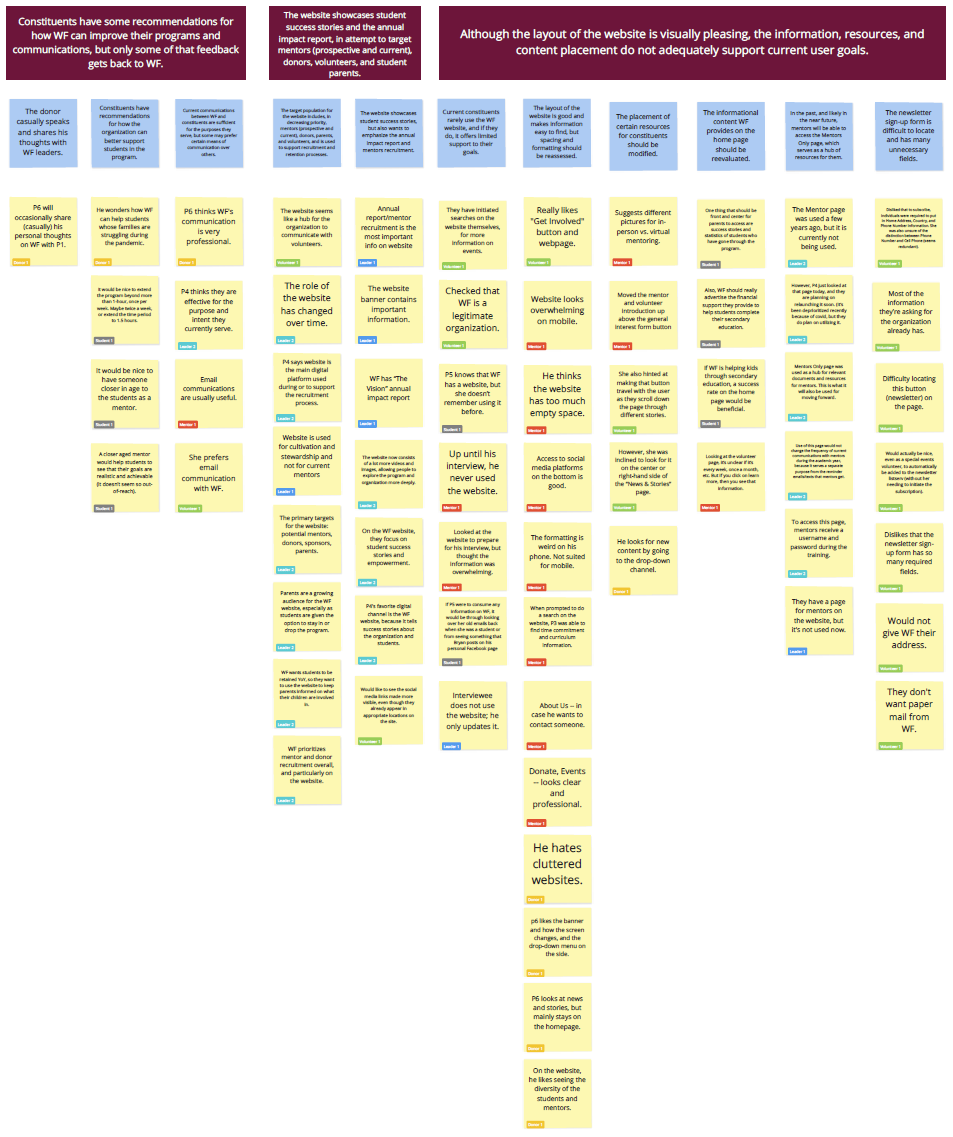 Constituents have some recommendations for
how WF can improve their programs and
communications, but only some of that feedback
gets back to WF.
The website showcases student
success stories and the annual
impact report, in attempt to target
mentors (prospective and current),
donors, volunteers, and student
parents.
Although the layout of the website is visually pleasing, the information, resources, and
content placement do not adequately support current user goals.
The donor
casually speaks
and shares his
thoughts with
WF leaders.
Constituents have
recommendations
for how the
organization can
better support
students in the
program.
Current communications
between WF and
constituents are sufficient
for the purposes they
serve, but some may prefer
certain means of
communication over
others.
The target population for
the website includes, in
decreasing priority,
mentors (prospective and
current), donors, parents,
and volunteers, and is used
to support recruitment and
retention processes.
The website showcases
student success stories,
but also wants to
emphasize the annual
impact report and
mentors recruitment.
Current constituents
rarely use the WF
website, and if they
do, it offers limited
support to their
goals.
The layout of the
website is good and
makes information
easy to find, but
spacing and
formatting should
be reassessed.
The placement of
certain resources
for constituents
should be
modified.
The informational
content WF
provides on the
home page
should be
reevaluated.
In the past, and likely in
the near future,
mentors will be able to
access the Mentors
Only page, which
serves as a hub of
resources for them.
The newsletter
sign-up form is
difficult to locate
and has many
unnecessary
fields.
P6 will
occasionally share
(casually) his
personal thoughts
on WF with P1.
Donor 1
He wonders how WF
can help students
whose families are
struggling during
the pandemic.
Donor 1
It would be nice to extend
the program beyond more
than 1-hour, once per
week. Maybe twice a week,
or extend the time period
to 1.5 hours.
Student 1
It would be nice to
have someone
closer in age to
the students as a
mentor.
Student 1
A closer aged mentor
would help students to
see that their goals are
realistic and achievable
(it doesn't seem so out-
of-reach).
Student 1
P6 thinks WF's
communication
is very
professional.
Donor 1
P4 thinks they are
effective for the
purpose and
intent they
currently serve.
Leader 2
Email
communications
are usually useful.
Mentor 1
She prefers
email
communication
with WF.
Volunteer 1
The website seems
like a hub for the
organization to
communicate with
volunteers.
Volunteer 1
The role of
the website
has changed
over time.
Leader 2
P4 says website is
the main digital
platform used
during or to support
the recruitment
process.
Leader 2
Website is used
for cultivation and
stewardship and
not for current
mentors
Leader 1
The primary targets
for the website:
potential mentors,
donors, sponsors,
parents.
Leader 2
Parents are a growing
audience for the WF
website, especially as
students are given the
option to stay in or
drop the program.
Leader 2
WF wants students to be
retained YoY, so they want
to use the website to keep
parents informed on what
their children are involved
in.
Leader 2
WF prioritizes
mentor and donor
recruitment overall,
and particularly on
the website.
Leader 2
Annual
report/mentor
recruitment is the
most important
info on website
Leader 1
The website
banner contains
important
information.
Leader 1
WF has "The
Vision" annual
impact report
Leader 1
The website now consists
of a lot more videos and
images, allowing people to
explore the program and
organization more deeply.
Leader 2
On the WF website,
they focus on
student success
stories and
empowerment.
Leader 2
P4's favorite digital
channel is the WF
website, because it tells
success stories about
the organization and
students.
Leader 2
Would like to see the social
media links made more
visible, even though they
already appear in
appropriate locations on
the site.
Volunteer 1
They have initiated
searches on the
website themselves,
for more
information on
events.
Volunteer 1
Checked that
WF is a
legitimate
organization.
Volunteer 1
P5 knows that WF
has a website, but
she doesn't
remember using it
before.
Student 1
Up until his
interview, he
never used
the website.
Mentor 1
Looked at the
website to prepare
for his interview, but
thought the
information was
overwhelming.
Mentor 1
If P5 were to consume any
information on WF, it
would be through looking
over her old emails back
when she was a student or
from seeing something that
Bryan posts on his
personal Facebook page
Student 1
Interviewee
does not use
the website; he
only updates it.
Leader 1
Really likes
"Get Involved"
button and
webpage.
Volunteer 1
Website looks
overwhelming
on mobile.
Mentor 1
He thinks
the website
has too much
empty space.
Mentor 1
Access to social
media platforms
on the bottom is
good.
Mentor 1
The formatting is
weird on his
phone. Not suited
for mobile.
Mentor 1
When prompted to do
a search on the
website, P3 was able to
find time commitment
and curriculum
information.
Mentor 1
About Us -- in
case he wants to
contact someone.
Mentor 1
Donate, Events
-- looks clear
and
professional.
Mentor 1
He hates
cluttered
websites.
Donor 1
p6 likes the banner
and how the screen
changes, and the
drop-down menu on
the side.
Donor 1
P6 looks at news
and stories, but
mainly stays on
the homepage.
Donor 1
On the website,
he likes seeing the
diversity of the
students and
mentors.
Donor 1
Suggests different
pictures for in-
person vs. virtual
mentoring.
Mentor 1
Moved the mentor
and volunteer
introduction up
above the general
interest form button
Mentor 1
She also hinted at
making that button
travel with the user
as they scroll down
the page through
different stories.
Volunteer 1
However, she was
inclined to look for it
on the center or
right-hand side of
the "News & Stories"
page.
Volunteer 1
He looks for new
content by going
to the drop-down
channel.
Donor 1
One thing that should be
front and center for
parents to access are
success stories and
statistics of students who
have gone through the
program.
Student 1
Also, WF should really
advertise the financial
support they provide to
help students complete
their secondary
education.
Student 1
If WF is helping kids
through secondary
education, a success
rate on the home
page would be
beneficial.
Student 1
Looking at the volunteer
page, it's unclear if it's
every week, once a month,
etc. But if you click on learn
more, then you see that
information.
Mentor 1
The Mentor page
was used a few
years ago, but it is
currently not
being used.
Leader 2
However, P4 just looked at
that page today, and they
are planning on
relaunching it soon. (It's
been deprioritized recently
because of covid, but they
do plan on utilizing it.
Leader 2
Mentors Only page was
used as a hub for relevant
documents and resources
for mentors. This is what it
will also be used for
moving forward.
Leader 2
Use of this page would not
change the frequency of current
communications with mentors
during the academic year,
because it serves a separate
purpose from the reminder
emails/texts that mentors get.
Leader 2
To access this page,
mentors receive a
username and
password during the
training.
Leader 2
They have a page
for mentors on
the website, but
it's not used now.
Leader 1
Disliked that to subscribe,
individuals were required to put
in Home Address, Country, and
Phone Number information. She
was also unsure of the
distinction between Phone
Number and Cell Phone (seems
redundant).
Volunteer 1
Most of the
information
they're asking for
the organization
already has.
Volunteer 1
Difficulty locating
this button
(newsletter) on
the page.
Volunteer 1
Would actually be nice,
even as a special events
volunteer, to automatically
be added to the newsletter
listserv (without her
needing to initiate the
subscription).
Volunteer 1
Dislikes that the
newsletter sign-
up form has so
many required
fields.
Volunteer 1
Would not
give WF their
address.
Volunteer 1
They don't
want paper
mail from
WF.
Volunteer 1